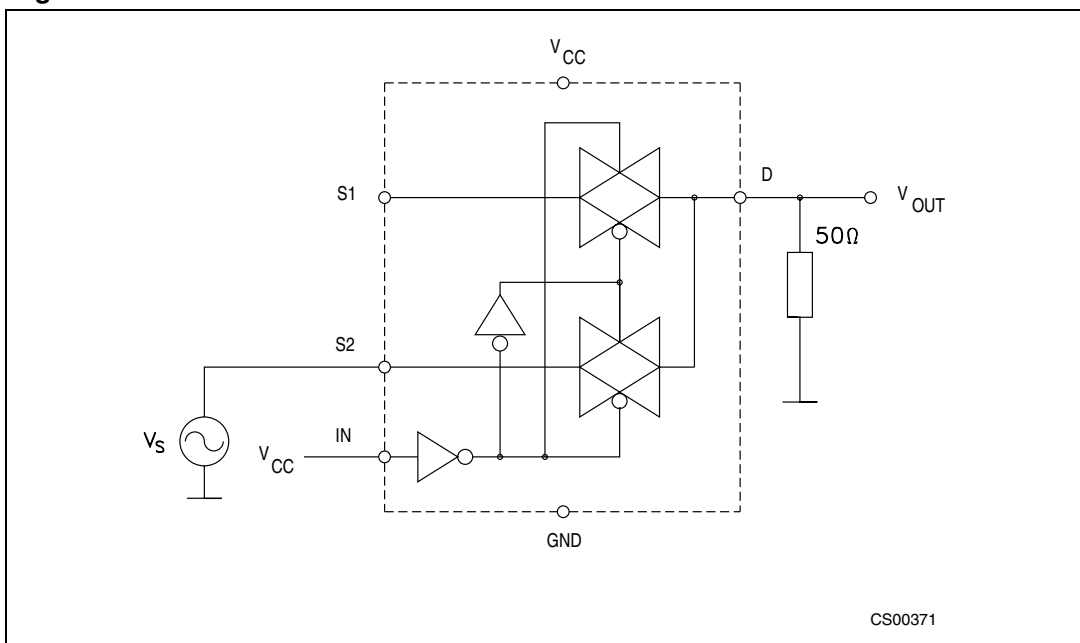 V CC
S1
D
V OUT
50Ω
S2
IN
V S
V CC
GND
CS00371